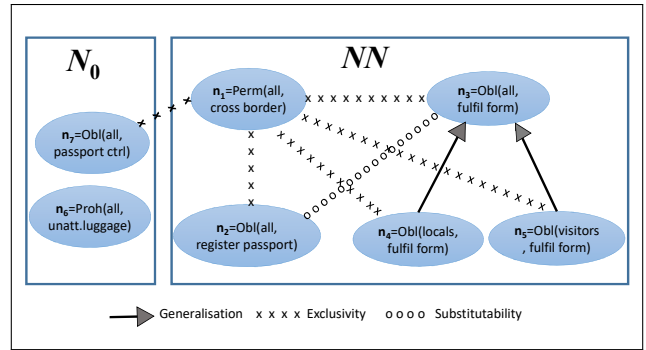 N₀
NN
n₁=Perm(all,
cross border)
n₃=Obl(all,
fulfil form)
n₇=Obl(all,
passport ctrl)
n₆=Proh(all,
unatt.luggage)
n₂=Obl(all,
register passport)
n₄=Obl(locals,
fulfil form)
n₅=Obl(visitors
, fulfil form)
Generalisation x x x x Exclusivity o o o o Substitutability